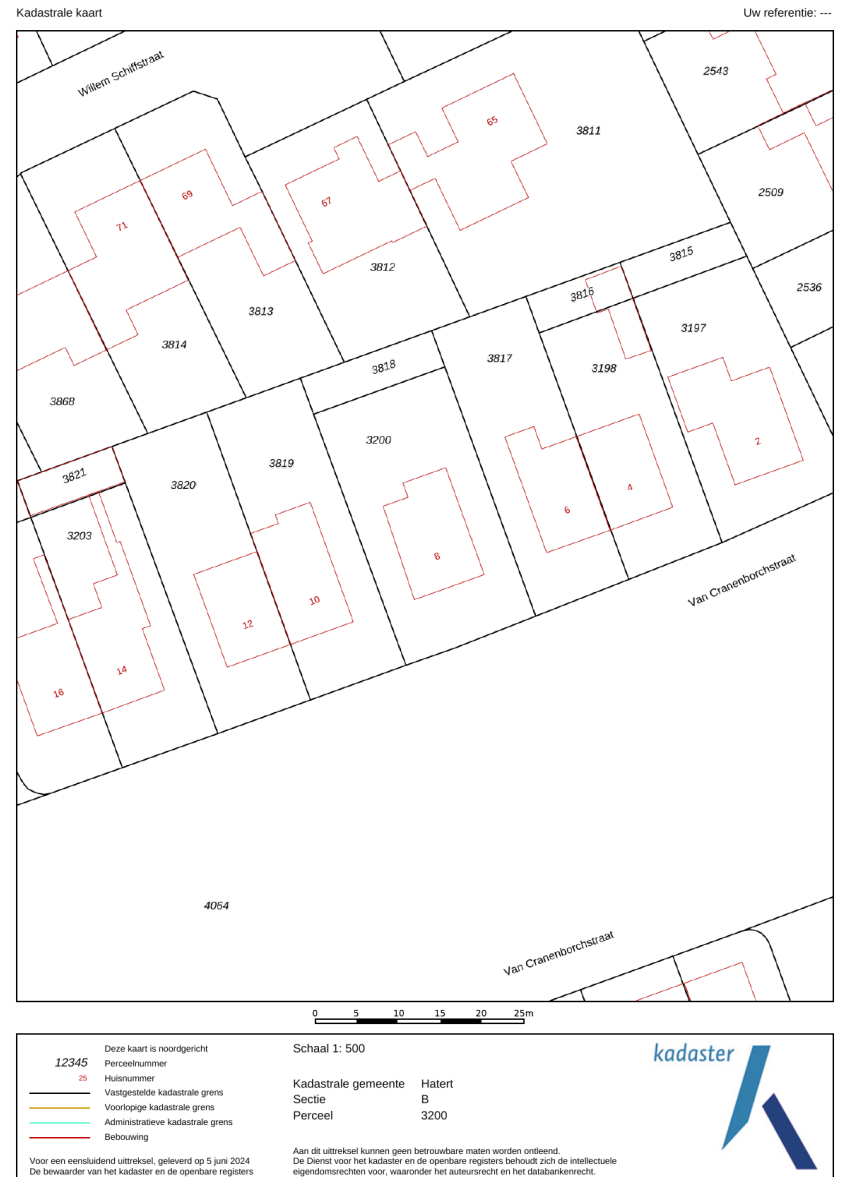 Kadastrale kaart
Uw referentie: ---
Willem Schiffstraat
2543
65
3811
69
2509
67
71
3815
3812
2536
3816
3813
3197
3814
3817
3818
3198
3868
3200
2
3819
3821
3820
4
6
3203
8
10
12
14
16
Van Cranenborchstraat
4064
Van Cranenborchstraat
0 5 10 15 20 25m
Deze kaart is noordgericht
12345 Perceelnummer
25 Huisnummer
Vastgestelde kadastrale grens
Voorlopige kadastrale grens
Administratieve kadastrale grens
Bebouwing
Voor een eensluidend uittreksel, geleverd op 5 juni 2024
De bewaarder van het kadaster en de openbare registers
Schaal 1: 500
Kadastrale gemeente Hatert
Sectie B
Perceel 3200
Aan dit uittreksel kunnen geen betrouwbare maten worden ontleend.
De Dienst voor het kadaster en de openbare registers behoudt zich de intellectuele
eigendomsrechten voor, waaronder het auteursrecht en het databankenrecht.
kadaster